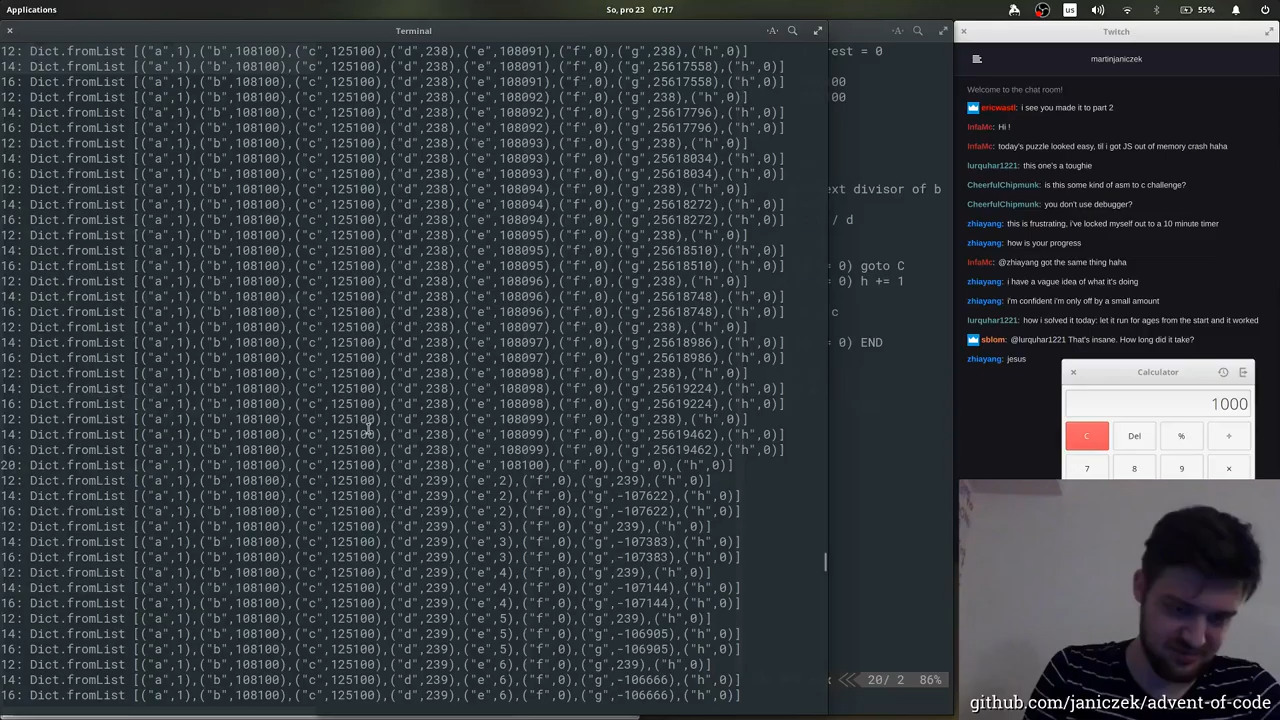 Applications
So, pro 23 07:17
us
55%
Terminal
12: Dict.fromList [("a",1),("b",108100),("c",125100),("d",238),("e",108091),("f",0),("g",238),("h",0)]
14: Dict.fromList [("a",1),("b",108100),("c",125100),("d",238),("e",108091),("f",0),("g",25617558),("h",0)]
16: Dict.fromList [("a",1),("b",108100),("c",125100),("d",238),("e",108091),("f",0),("g",25617558),("h",0)]
12: Dict.fromList [("a",1),("b",108100),("c",125100),("d",238),("e",108092),("f",0),("g",238),("h",0)]
14: Dict.fromList [("a",1),("b",108100),("c",125100),("d",238),("e",108092),("f",0),("g",25617796),("h",0)]
16: Dict.fromList [("a",1),("b",108100),("c",125100),("d",238),("e",108092),("f",0),("g",25617796),("h",0)]
12: Dict.fromList [("a",1),("b",108100),("c",125100),("d",238),("e",108093),("f",0),("g",238),("h",0)]
14: Dict.fromList [("a",1),("b",108100),("c",125100),("d",238),("e",108093),("f",0),("g",25618034),("h",0)]
16: Dict.fromList [("a",1),("b",108100),("c",125100),("d",238),("e",108093),("f",0),("g",25618034),("h",0)]
12: Dict.fromList [("a",1),("b",108100),("c",125100),("d",238),("e",108094),("f",0),("g",238),("h",0)]
14: Dict.fromList [("a",1),("b",108100),("c",125100),("d",238),("e",108094),("f",0),("g",25618272),("h",0)]
16: Dict.fromList [("a",1),("b",108100),("c",125100),("d",238),("e",108094),("f",0),("g",25618272),("h",0)]
12: Dict.fromList [("a",1),("b",108100),("c",125100),("d",238),("e",108095),("f",0),("g",238),("h",0)]
14: Dict.fromList [("a",1),("b",108100),("c",125100),("d",238),("e",108095),("f",0),("g",25618510),("h",0)]
16: Dict.fromList [("a",1),("b",108100),("c",125100),("d",238),("e",108095),("f",0),("g",25618510),("h",0)]
12: Dict.fromList [("a",1),("b",108100),("c",125100),("d",238),("e",108096),("f",0),("g",238),("h",0)]
14: Dict.fromList [("a",1),("b",108100),("c",125100),("d",238),("e",108096),("f",0),("g",25618748),("h",0)]
16: Dict.fromList [("a",1),("b",108100),("c",125100),("d",238),("e",108096),("f",0),("g",25618748),("h",0)]
12: Dict.fromList [("a",1),("b",108100),("c",125100),("d",238),("e",108097),("f",0),("g",238),("h",0)]
14: Dict.fromList [("a",1),("b",108100),("c",125100),("d",238),("e",108097),("f",0),("g",25618986),("h",0)]
16: Dict.fromList [("a",1),("b",108100),("c",125100),("d",238),("e",108097),("f",0),("g",25618986),("h",0)]
12: Dict.fromList [("a",1),("b",108100),("c",125100),("d",238),("e",108098),("f",0),("g",238),("h",0)]
14: Dict.fromList [("a",1),("b",108100),("c",125100),("d",238),("e",108098),("f",0),("g",25619224),("h",0)]
16: Dict.fromList [("a",1),("b",108100),("c",125100),("d",238),("e",108098),("f",0),("g",25619224),("h",0)]
12: Dict.fromList [("a",1),("b",108100),("c",125100),("d",238),("e",108099),("f",0),("g",238),("h",0)]
14: Dict.fromList [("a",1),("b",108100),("c",125100),("d",238),("e",108099),("f",0),("g",25619462),("h",0)]
16: Dict.fromList [("a",1),("b",108100),("c",125100),("d",238),("e",108099),("f",0),("g",25619462),("h",0)]
20: Dict.fromList [("a",1),("b",108100),("c",125100),("d",238),("e",108100),("f",0),("g",0),("h",0)]
12: Dict.fromList [("a",1),("b",108100),("c",125100),("d",239),("e",2),("f",0),("g",239),("h",0)]
14: Dict.fromList [("a",1),("b",108100),("c",125100),("d",239),("e",2),("f",0),("g",-107622),("h",0)]
16: Dict.fromList [("a",1),("b",108100),("c",125100),("d",239),("e",2),("f",0),("g",-107622),("h",0)]
12: Dict.fromList [("a",1),("b",108100),("c",125100),("d",239),("e",3),("f",0),("g",239),("h",0)]
14: Dict.fromList [("a",1),("b",108100),("c",125100),("d",239),("e",3),("f",0),("g",-107383),("h",0)]
16: Dict.fromList [("a",1),("b",108100),("c",125100),("d",239),("e",3),("f",0),("g",-107383),("h",0)]
12: Dict.fromList [("a",1),("b",108100),("c",125100),("d",239),("e",4),("f",0),("g",239),("h",0)]
14: Dict.fromList [("a",1),("b",108100),("c",125100),("d",239),("e",4),("f",0),("g",-107144),("h",0)]
16: Dict.fromList [("a",1),("b",108100),("c",125100),("d",239),("e",4),("f",0),("g",-107144),("h",0)]
12: Dict.fromList [("a",1),("b",108100),("c",125100),("d",239),("e",5),("f",0),("g",239),("h",0)]
14: Dict.fromList [("a",1),("b",108100),("c",125100),("d",239),("e",5),("f",0),("g",-106905),("h",0)]
16: Dict.fromList [("a",1),("b",108100),("c",125100),("d",239),("e",5),("f",0),("g",-106905),("h",0)]
12: Dict.fromList [("a",1),("b",108100),("c",125100),("d",239),("e",6),("f",0),("g",239),("h",0)]
14: Dict.fromList [("a",1),("b",108100),("c",125100),("d",239),("e",6),("f",0),("g",-106666),("h",0)]
16: Dict.fromList [("a",1),("b",108100),("c",125100),("d",239),("e",6),("f",0),("g",-106666),("h",0)]
rest = 0
00
00
ext divisor of b
/ d
= 0) goto C
= 0) h += 1
c
= 0) END
20/ 2 86%
Twitch
martinjaniczek
Welcome to the chat room!
ericwastl: i see you made it to part 2
InfaMc: Hi !
InfaMc: today's puzzle looked easy, til i got JS out of memory crash haha
lurquhar1221: this one's a toughie
CheerfulChipmunk: is this some kind of asm to c challenge?
CheerfulChipmunk: you don't use debugger?
zhiayang: this is frustrating, i've locked myself out to a 10 minute timer
zhiayang: how is your progress
InfaMc: @zhiayang got the same thing haha
zhiayang: i have a vague idea of what it's doing
zhiayang: i'm confident i'm only off by a small amount
lurquhar1221: how i solved it today: let it run for ages from the start and it worked
sblom: @lurquhar1221 That's insane. How long did it take?
zhiayang: jesus
Calculator
1000
C Del % ÷
7 8 9 ×
github.com/janiczek/advent-of-code